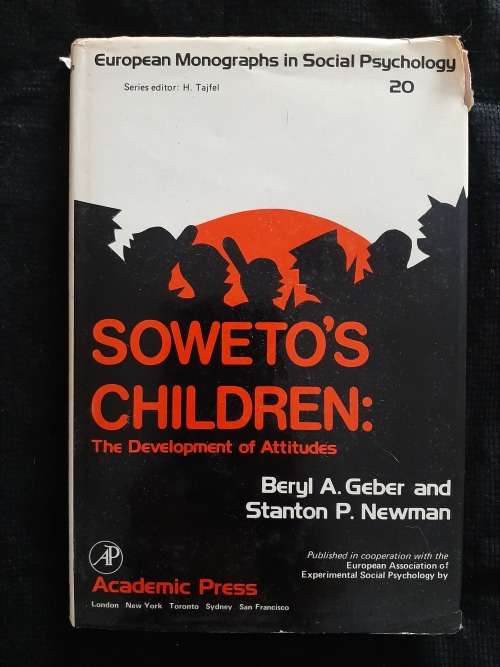 European Monographs in Social Psychology
Series editor: H. Tajfel 20
SOWETO'S
CHILDREN:
The Development of Attitudes
Beryl A. Geber and
Stanton P. Newman
AP
Published in cooperation with the
European Association of
Experimental Social Psychology by
Academic Press
London New York Toronto Sydney San Francisco